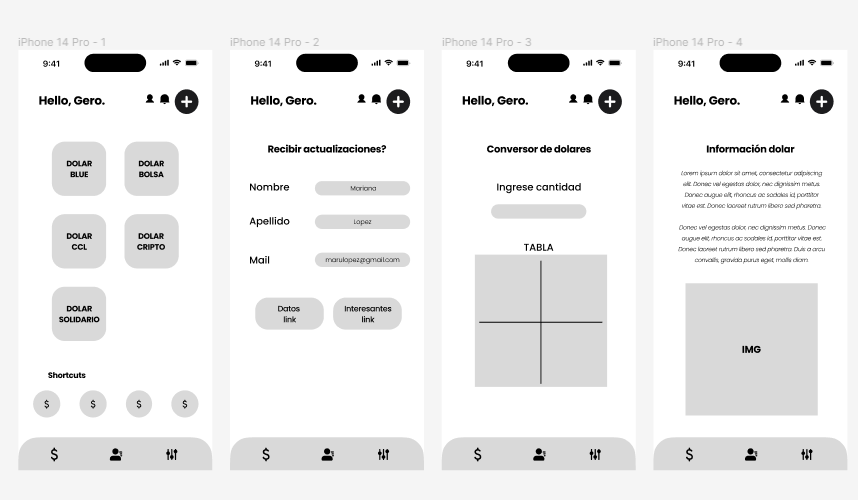 iPhone 14 Pro - 1
9:41
Hello, Gero.
DOLAR
BLUE
DOLAR
BOLSA
DOLAR
CCL
DOLAR
CRIPTO
DOLAR
SOLIDARIO
Shortcuts
$ $ $ $
$
iPhone 14 Pro - 2
9:41
Hello, Gero.
Recibir actualizaciones?
Nombre Mariana
Apellido Lopez
Mail marulopez@gmail.com
Datos
link
Interesantes
link
$
iPhone 14 Pro - 3
9:41
Hello, Gero.
Conversor de dolares
Ingrese cantidad
TABLA
$
iPhone 14 Pro - 4
9:41
Hello, Gero.
Información dolar
Lorem ipsum dolor sit amet, consectetur adipiscing
elit. Donec vel egestas dolor, nec dignissim metus.
Donec augue elit, rhoncus ac sodales id, porttitor
vitae est. Donec laoreet rutrum libero sed pharetra.
Donec vel egestas dolor, nec dignissim metus. Donec
augue elit, rhoncus ac sodales id, porttitor vitae est.
Donec laoreet rutrum libero sed pharetra. Duis a arcu
convallis, gravida purus eget, mollis diam.
IMG
$